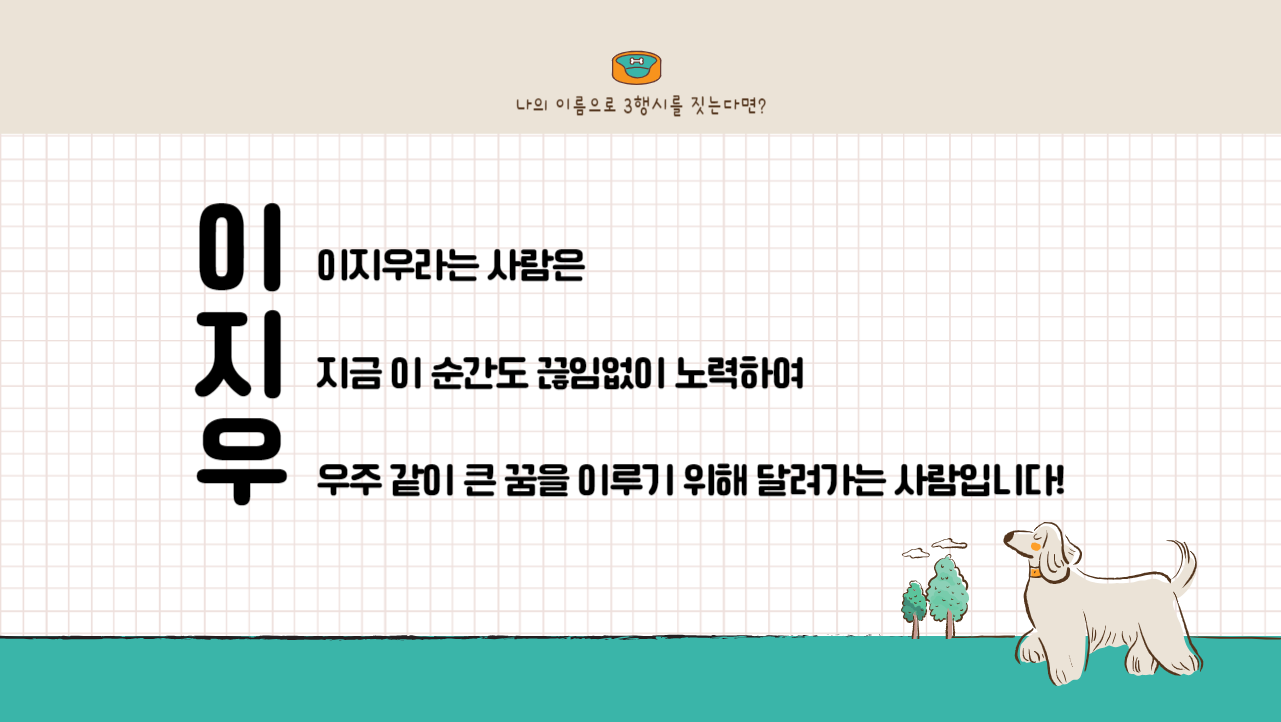 나의 이름으로 3행시를 짓는다면?
이 이지우라는 사람은
지 지금 이 순간도 끊임없이 노력하여
우 우주 같이 큰 꿈을 이루기 위해 달려가는 사람입니다!